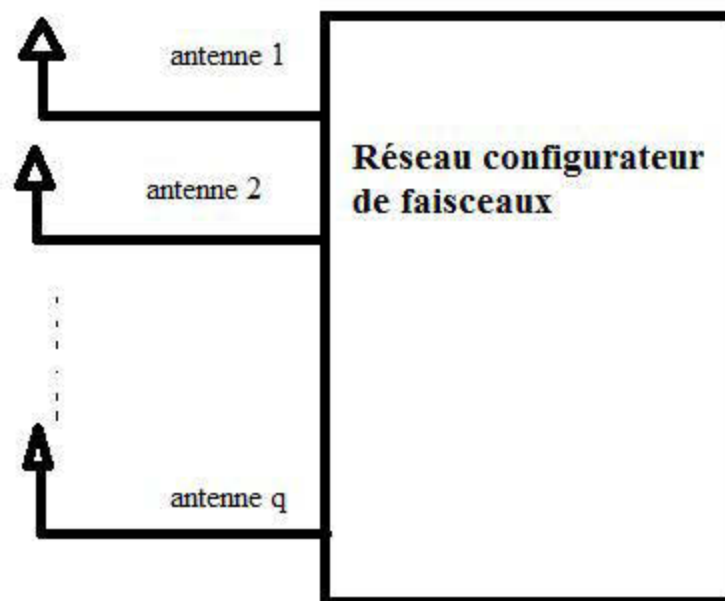 antenne 1
Réseau configurateur
de faisceaux
antenne 2
antenne q